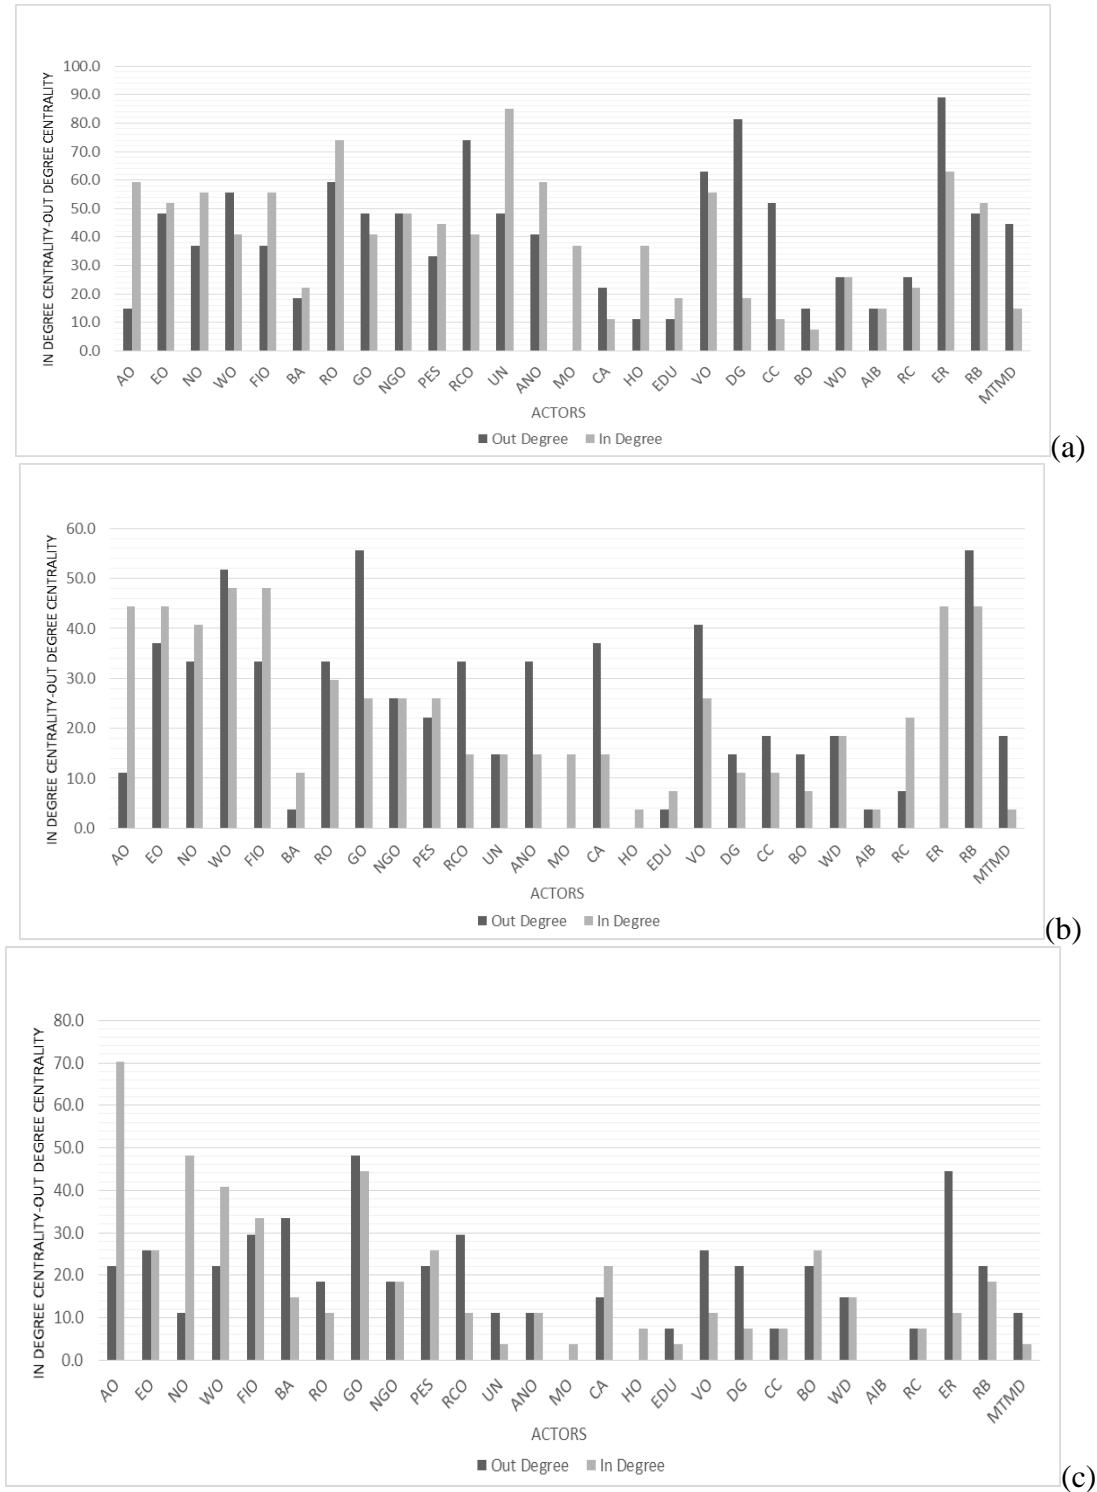 100.0
90.0
80.0
70.0
60.0
50.0
40.0
30.0
20.0
10.0
0.0
IN DEGREE CENTRALITY-OUT DEGREE CENTRALITY
AO EO NO WO FIO BA RO GO NGO PES RCO UN ANO MO CA HO EDU VO DG CC BO WD AIB RC ER RB MTMD
ACTORS
Out Degree In Degree
(a)
60.0
50.0
40.0
30.0
20.0
10.0
0.0
IN DEGREE CENTRALITY-OUT DEGREE CENTRALITY
AO EO NO WO FIO BA RO GO NGO PES RCO UN ANO MO CA HO EDU VO DG CC BO WD AIB RC ER RB MTMD
ACTORS
Out Degree In Degree
(b)
80.0
70.0
60.0
50.0
40.0
30.0
20.0
10.0
0.0
IN DEGREE CENTRALITY-OUT DEGREE CENTRALITY
AO EO NO WO FIO BA RO GO NGO PES RCO UN ANO MO CA HO EDU VO DG CC BO WD AIB RC ER RB MTMD
ACTORS
Out Degree In Degree
(c)